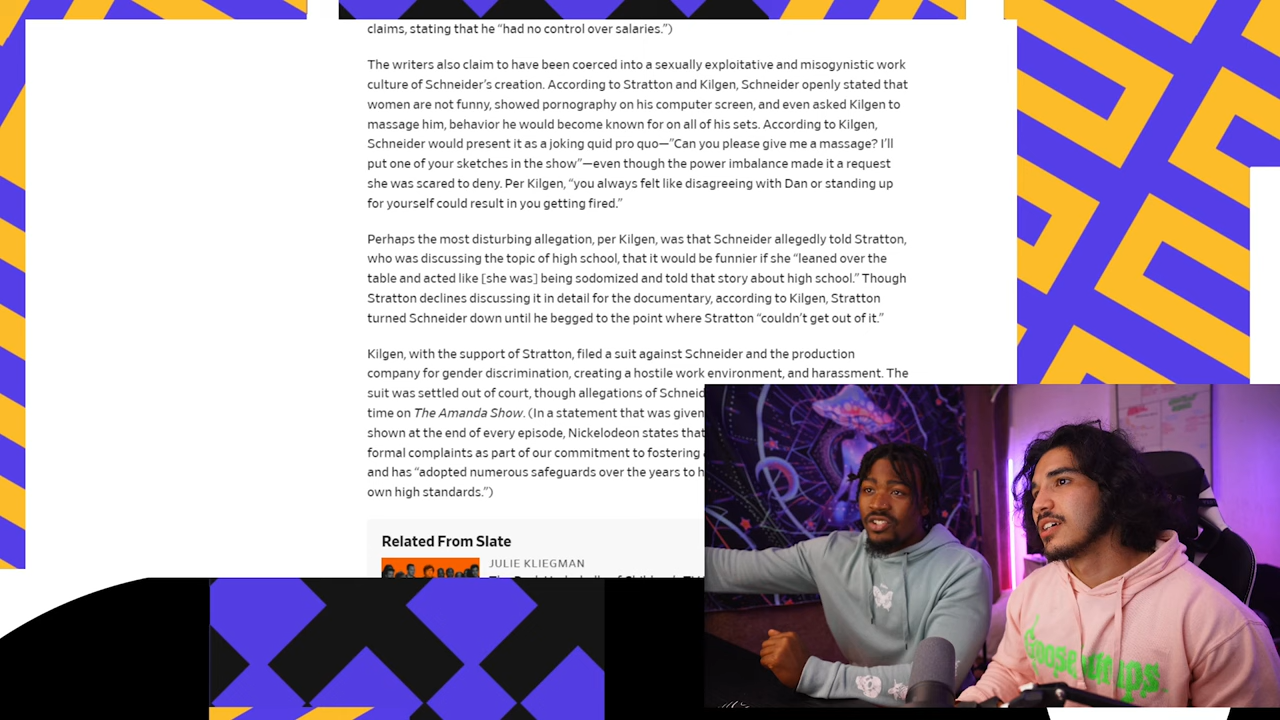 claims, stating that he “had no control over salaries.”)
The writers also claim to have been coerced into a sexually exploitative and misogynistic work
culture of Schneider’s creation. According to Stratton and Kilgen, Schneider openly stated that
women are not funny, showed pornography on his computer screen, and even asked Kilgen to
massage him, behavior he would become known for on all of his sets. According to Kilgen,
Schneider would present it as a joking quid pro quo—“Can you please give me a massage? I’ll
put one of your sketches in the show”—even though the power imbalance made it a request
she was scared to deny. Per Kilgen, “you always felt like disagreeing with Dan or standing up
for yourself could result in you getting fired.”
Perhaps the most disturbing allegation, per Kilgen, was that Schneider allegedly told Stratton,
who was discussing the topic of high school, that it would be funnier if she “leaned over the
table and acted like [she was] being sodomized and told that story about high school.” Though
Stratton declines discussing it in detail for the documentary, according to Kilgen, Stratton
turned Schneider down until he begged to the point where Stratton “couldn’t get out of it.”
Kilgen, with the support of Stratton, filed a suit against Schneider and the production
company for gender discrimination, creating a hostile work environment, and harassment. The
suit was settled out of court, though allegations of Schneid
time on The Amanda Show. (In a statement that was given
shown at the end of every episode, Nickelodeon states that
formal complaints as part of our commitment to fostering
and has “adopted numerous safeguards over the years to h
own high standards.”)
Related From Slate
JULIE KLIEGMAN
Goosebumps